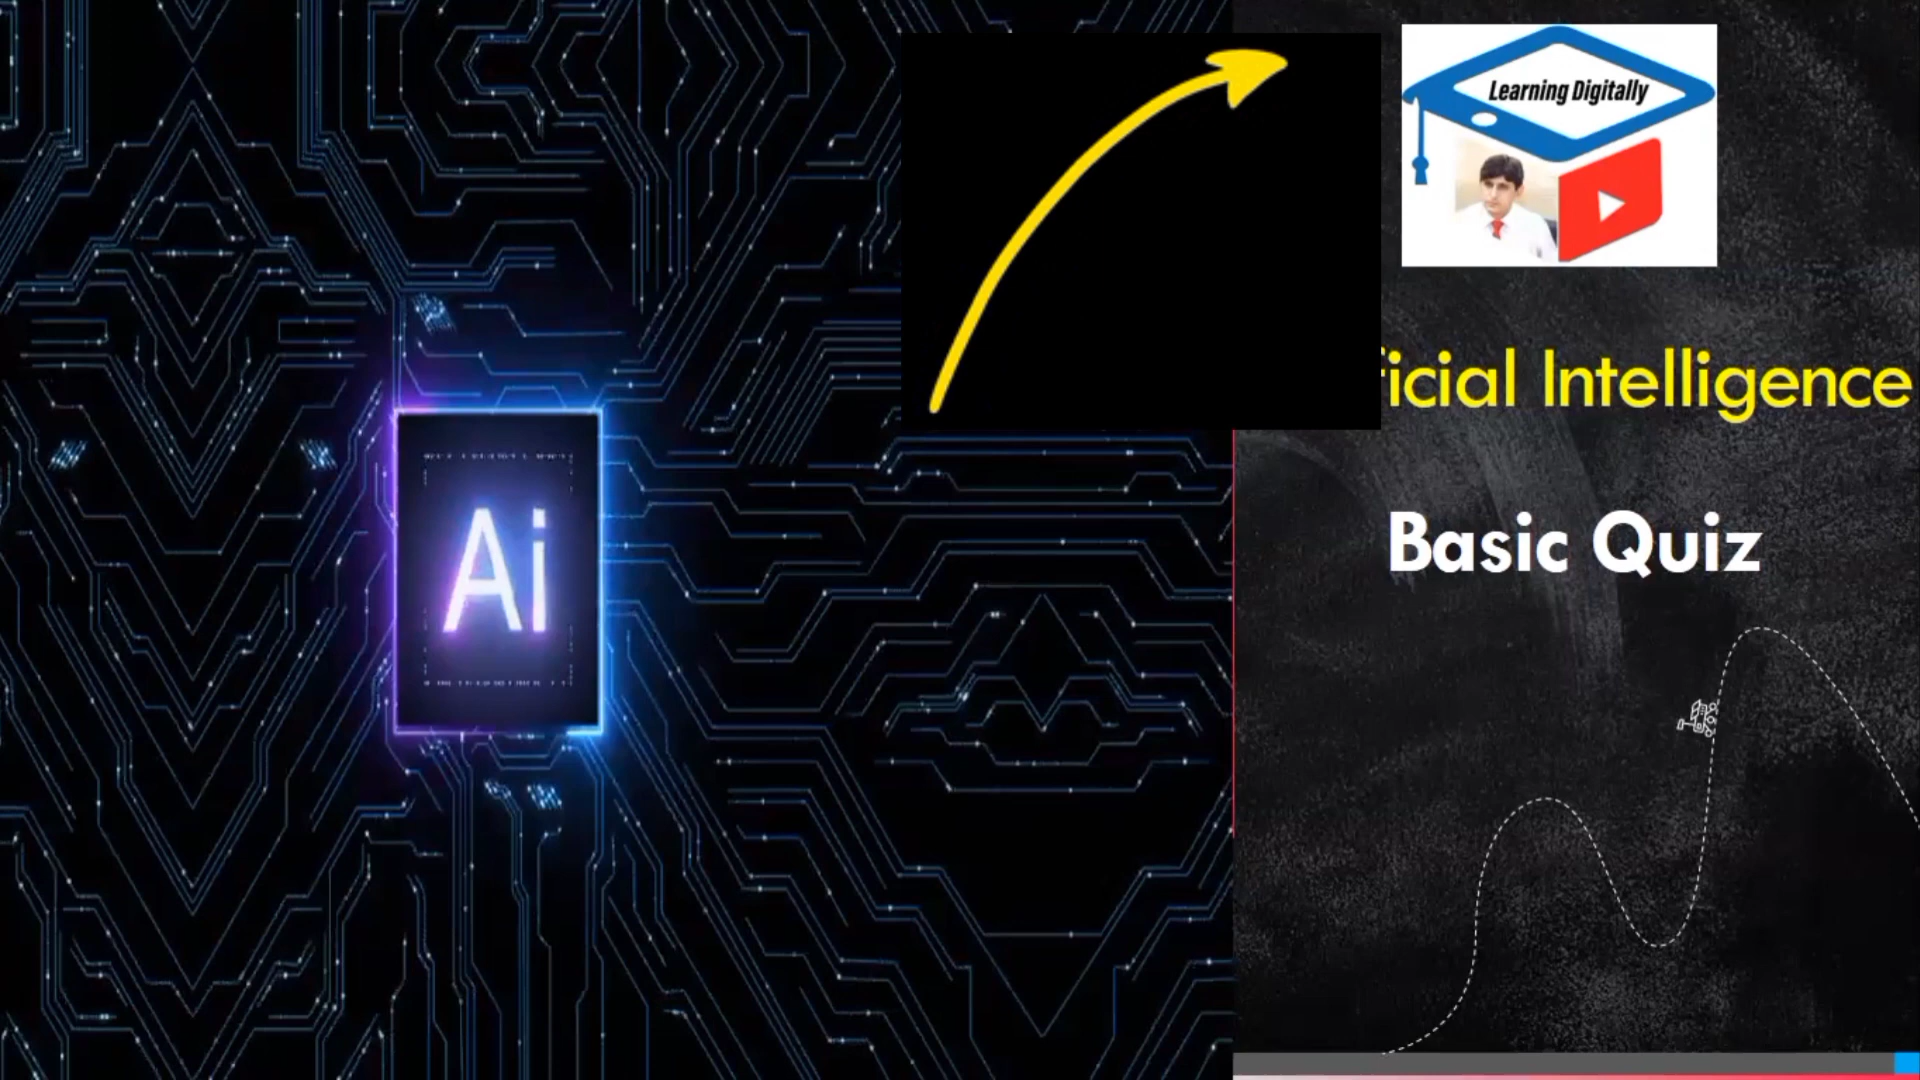 Learning Digitally
ficial Intelligence
Basic Quiz
Ai